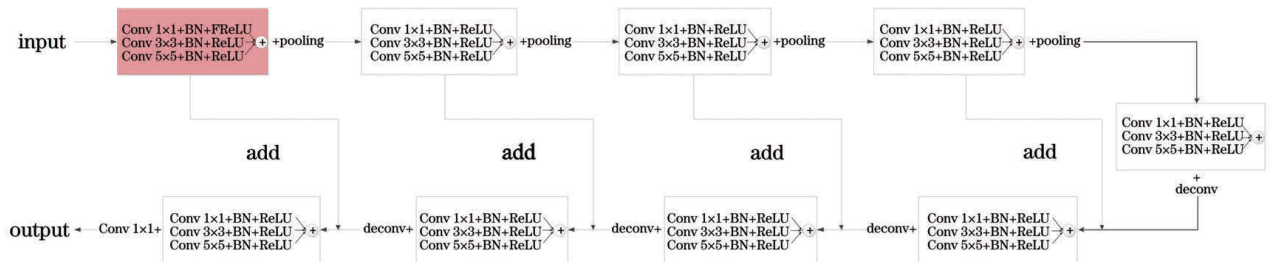 input
Conv 1×1+BN+FReLU
Conv 3×3+BN+ReLU
Conv 5×5+BN+ReLU
+
+pooling
Conv 1×1+BN+ReLU
Conv 3×3+BN+ReLU
Conv 5×5+BN+ReLU
+
+pooling
Conv 1×1+BN+ReLU
Conv 3×3+BN+ReLU
Conv 5×5+BN+ReLU
+
+pooling
Conv 1×1+BN+ReLU
Conv 3×3+BN+ReLU
Conv 5×5+BN+ReLU
+
+pooling
Conv 1×1+BN+ReLU
Conv 3×3+BN+ReLU
Conv 5×5+BN+ReLU
+
add
add
add
add
+
deconv
output
Conv 1×1+
Conv 1×1+BN+ReLU
Conv 3×3+BN+ReLU
Conv 5×5+BN+ReLU
+
deconv+
Conv 1×1+BN+ReLU
Conv 3×3+BN+ReLU
Conv 5×5+BN+ReLU
+
deconv+
Conv 1×1+BN+ReLU
Conv 3×3+BN+ReLU
Conv 5×5+BN+ReLU
+
deconv+
Conv 1×1+BN+ReLU
Conv 3×3+BN+ReLU
Conv 5×5+BN+ReLU
+